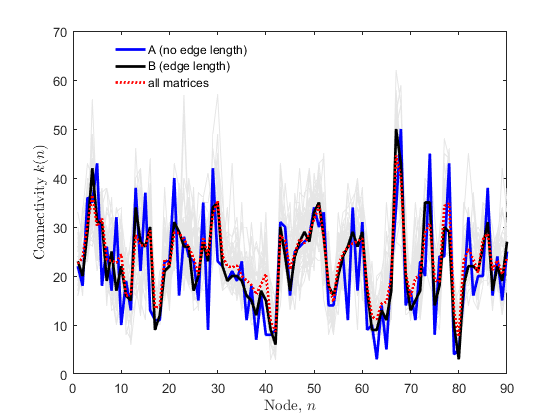 70
60
50
40
30
20
10
0
Connectivity k(n)
A (no edge length)
B (edge length)
all matrices
0 10 20 30 40 50 60 70 80 90
Node, n